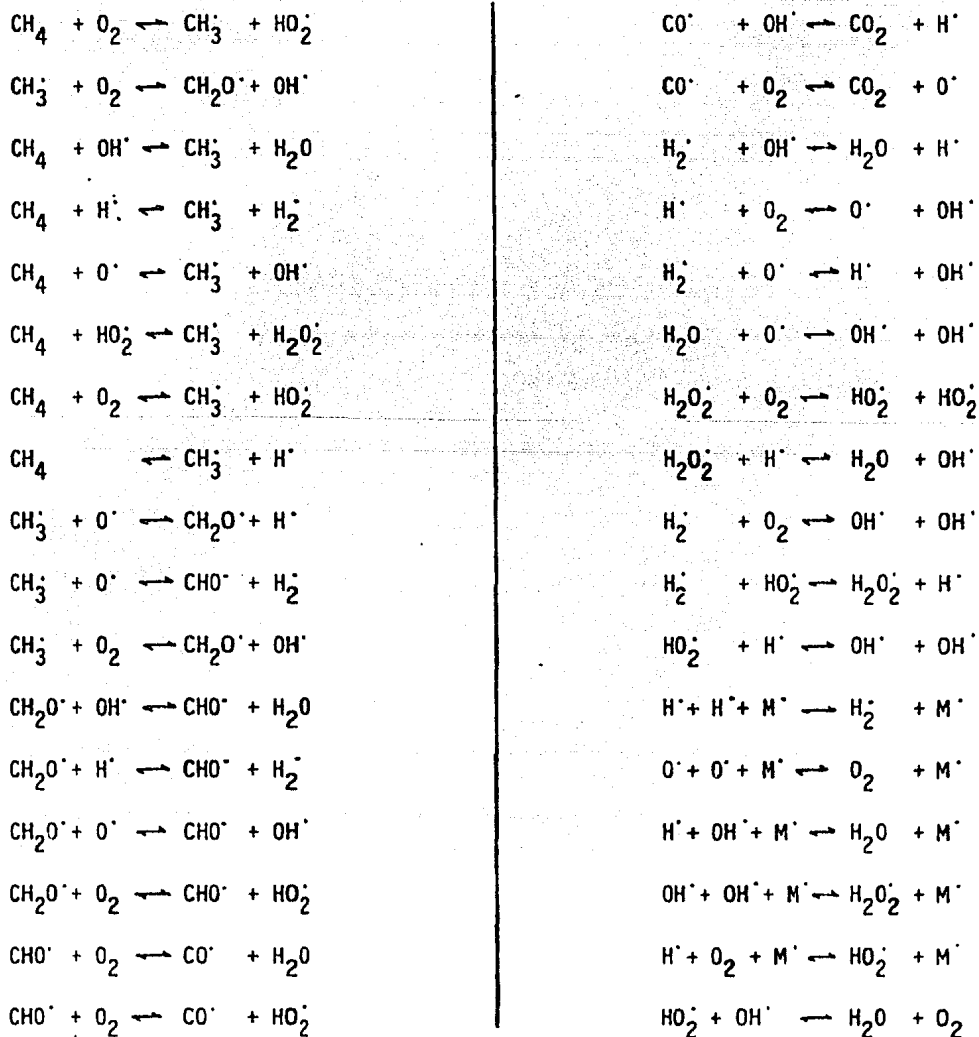 CH₄ + O₂ ⇌ CH₃˙ + HO₂˙
CH₃˙ + O₂ ⇌ CH₂O˙ + OH˙
CH₄ + OH˙ ⇌ CH₃˙ + H₂O
CH₄ + H˙ ⇌ CH₃˙ + H₂˙
CH₄ + O˙ ⇌ CH₃˙ + OH˙
CH₄ + HO₂˙ ⇌ CH₃˙ + H₂O₂˙
CH₄ + O₂ ⇌ CH₃˙ + HO₂˙
CH₄ ⇌ CH₃˙ + H˙
CH₃˙ + O˙ ⇌ CH₂O˙ + H˙
CH₃˙ + O˙ ⇌ CHO˙ + H₂˙
CH₃˙ + O₂ ⇌ CH₂O˙ + OH˙
CH₂O˙ + OH˙ ⇌ CHO˙ + H₂O
CH₂O˙ + H˙ ⇌ CHO˙ + H₂˙
CH₂O˙ + O˙ ⇌ CHO˙ + OH˙
CH₂O˙ + O₂ ⇌ CHO˙ + HO₂˙
CHO˙ + O₂ ⇌ CO˙ + H₂O
CHO˙ + O₂ ⇌ CO˙ + HO₂˙
CO˙ + OH˙ ⇌ CO₂ + H˙
CO˙ + O₂ ⇌ CO₂ + O˙
H₂˙ + OH˙ ⇌ H₂O + H˙
H˙ + O₂ ⇌ O˙ + OH˙
H₂˙ + O˙ ⇌ H˙ + OH˙
H₂O + O˙ ⇌ OH˙ + OH˙
H₂O₂˙ + O₂ ⇌ HO₂˙ + HO₂˙
H₂O₂˙ + H˙ ⇌ H₂O + OH˙
H₂˙ + O₂ ⇌ OH˙ + OH˙
H₂˙ + HO₂˙ ⇌ H₂O₂˙ + H˙
HO₂˙ + H˙ ⇌ OH˙ + OH˙
H˙ + H˙ + M˙ ⇌ H₂˙ + M˙
O˙ + O˙ + M˙ ⇌ O₂ + M˙
H˙ + OH˙ + M˙ ⇌ H₂O + M˙
OH˙ + OH˙ + M˙ ⇌ H₂O₂˙ + M˙
H˙ + O₂ + M˙ ⇌ HO₂˙ + M˙
HO₂˙ + OH˙ ⇌ H₂O + O₂